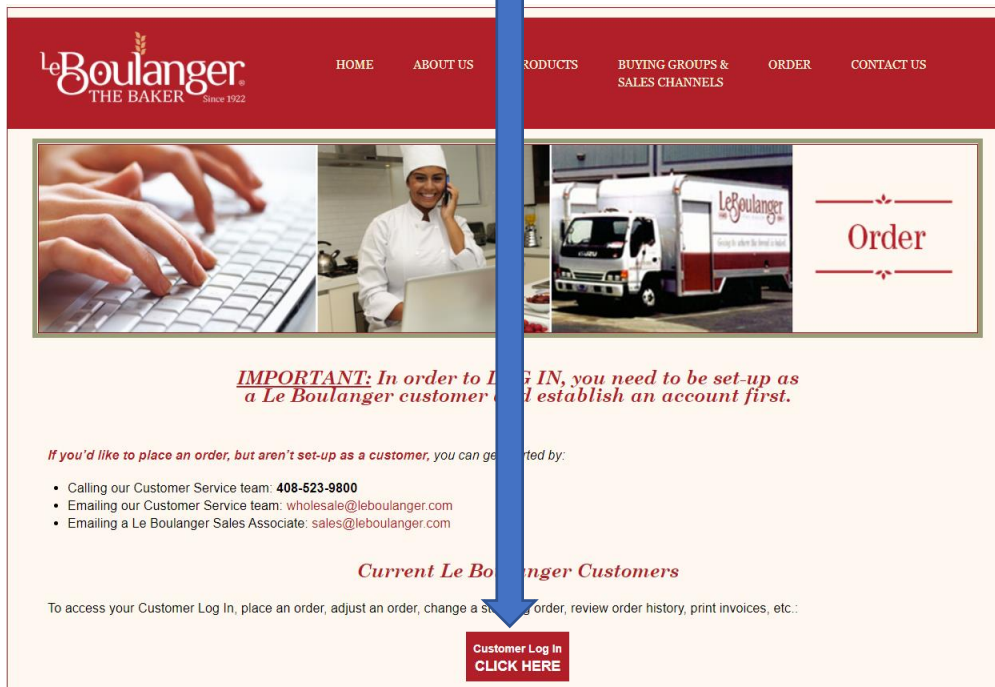 LeBoulanger®
THE BAKER Since 1922
HOME ABOUT US RODUCTS BUYING GROUPS & ORDER CONTACT US
SALES CHANNELS
LeBoulanger
ISUZU
Order
IMPORTANT: In order to IN, you need to be set-up as
a Le Boulanger customer establish an account first.
If you'd like to place an order, but aren't set-up as a customer, you can by:
• Calling our Customer Service team: 408-523-9800
• Emailing our Customer Service team: wholesale@leboulanger.com
• Emailing a Le Boulanger Sales Associate: sales@leboulanger.com
Current Le Customers
To access your Customer Log In, place an order, adjust an order, change a order, review order history, print invoices, etc.:
Customer Log In
CLICK HERE